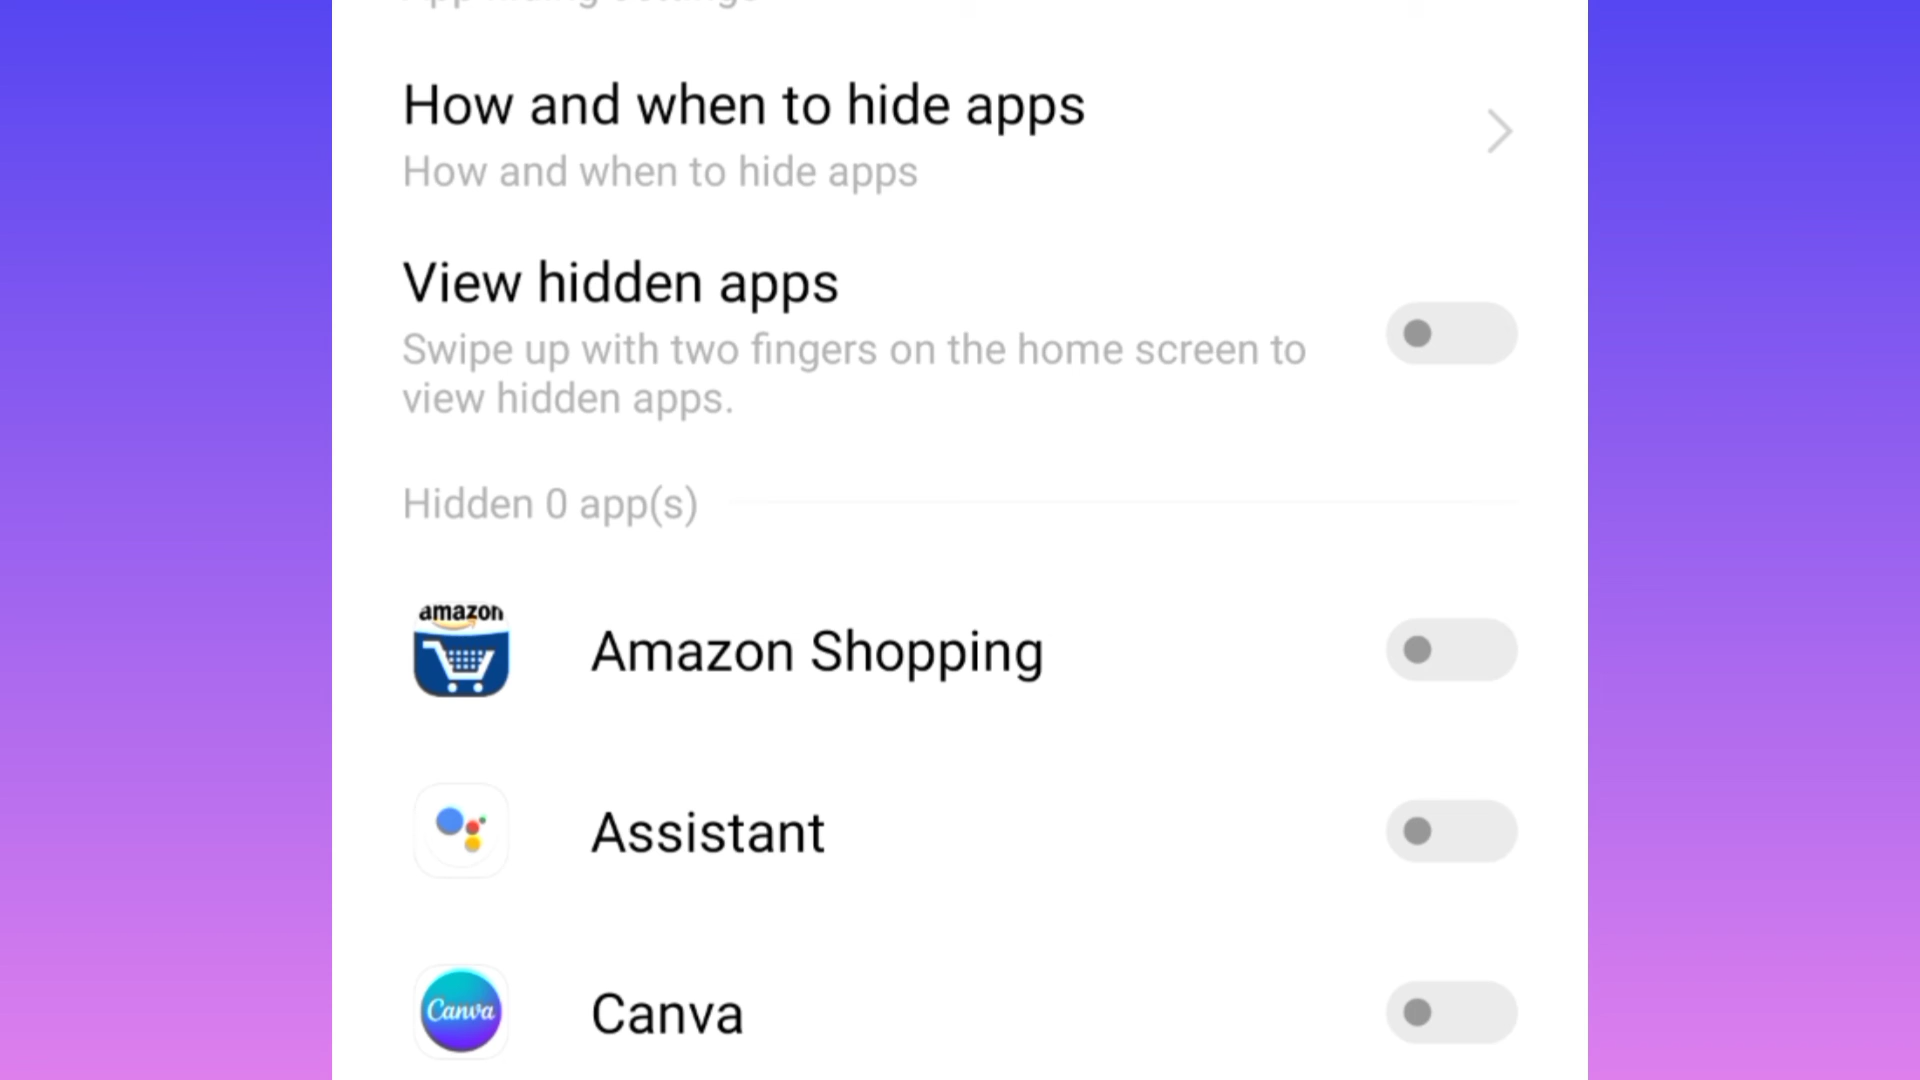 How and when to hide apps
How and when to hide apps
View hidden apps
Swipe up with two fingers on the home screen to
view hidden apps.
Hidden 0 app(s)
amazon
Amazon Shopping
Assistant
Canva
Canva